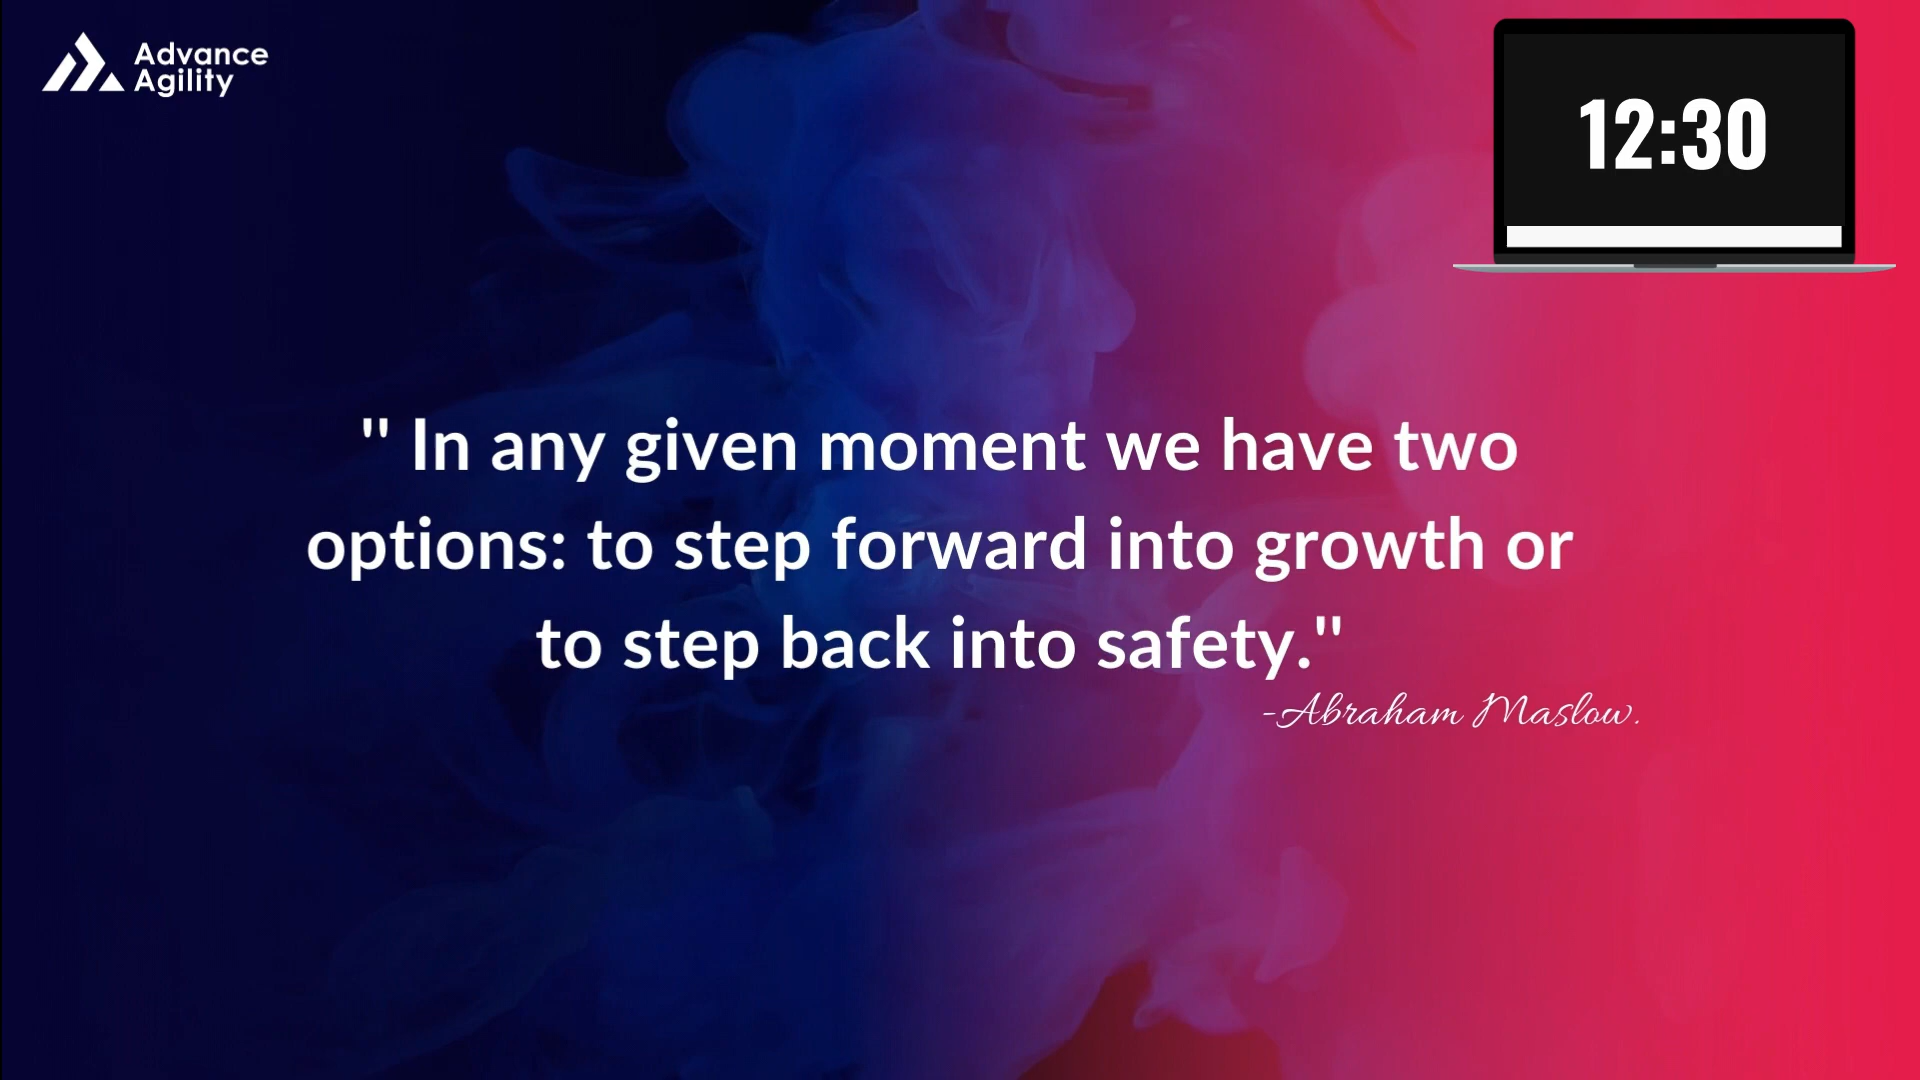 Advance
Agility
12:30
" In any given moment we have two
options: to step forward into growth or
to step back into safety."
-Abraham Maslow.